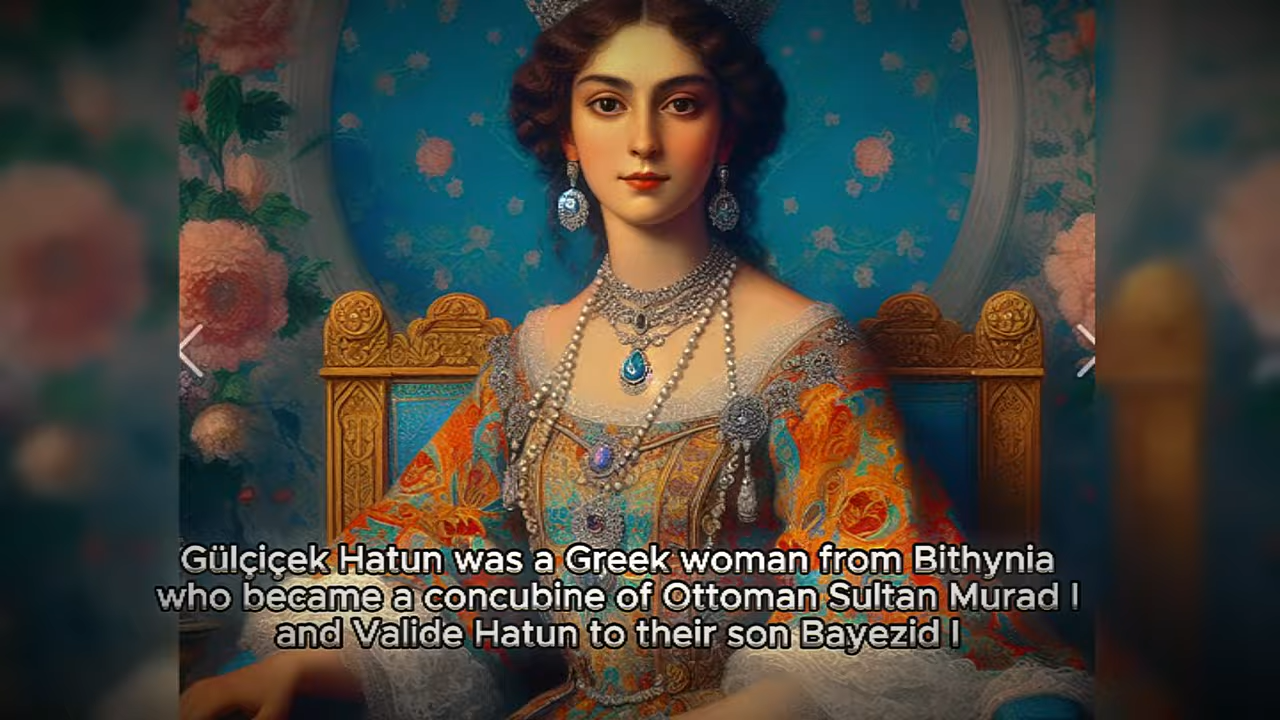 Gülçiçek Hatun was a Greek woman from Bithynia
who became a concubine of Ottoman Sultan Murad I
and Valide Hatun to their son Bayezid I